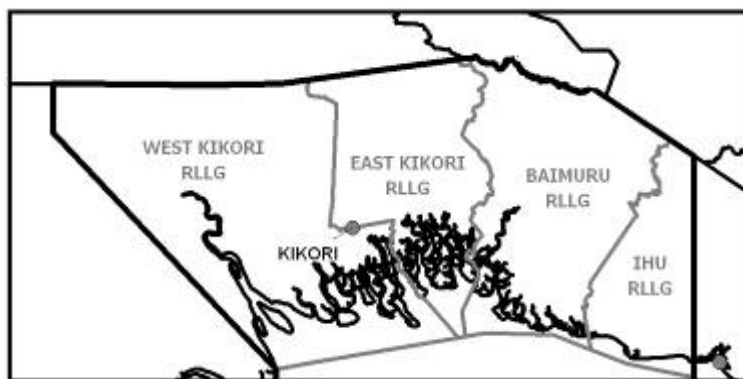 WEST KIKORI
RLLG
EAST KIKORI
RLLG
BAIMURU
RLLG
KIKORI
IHU
RLLG